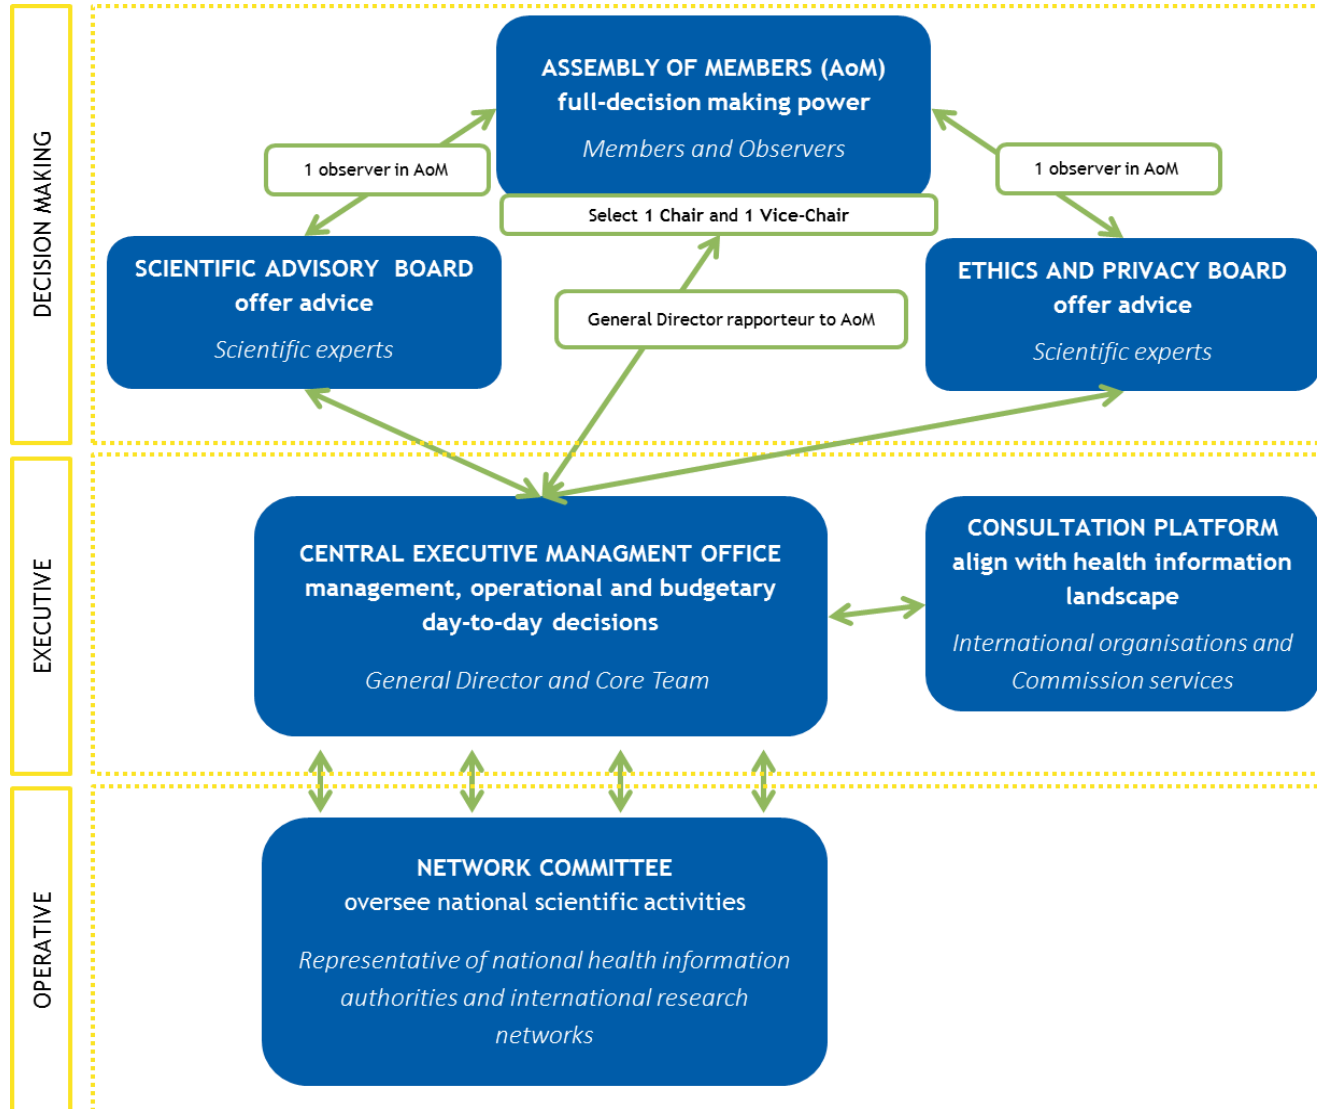 DECISION MAKING
ASSEMBLY OF MEMBERS (AoM)
full-decision making power
Members and Observers
1 observer in AoM
1 observer in AoM
Select 1 Chair and 1 Vice-Chair
SCIENTIFIC ADVISORY BOARD
offer advice
Scientific experts
General Director rapporteur to AoM
ETHICS AND PRIVACY BOARD
offer advice
Scientific experts
EXECUTIVE
CENTRAL EXECUTIVE MANAGMENT OFFICE
management, operational and budgetary
day-to-day decisions
General Director and Core Team
CONSULTATION PLATFORM
align with health information
landscape
International organisations and
Commission services
OPERATIVE
NETWORK COMMITTEE
oversee national scientific activities
Representative of national health information
authorities and international research
networks